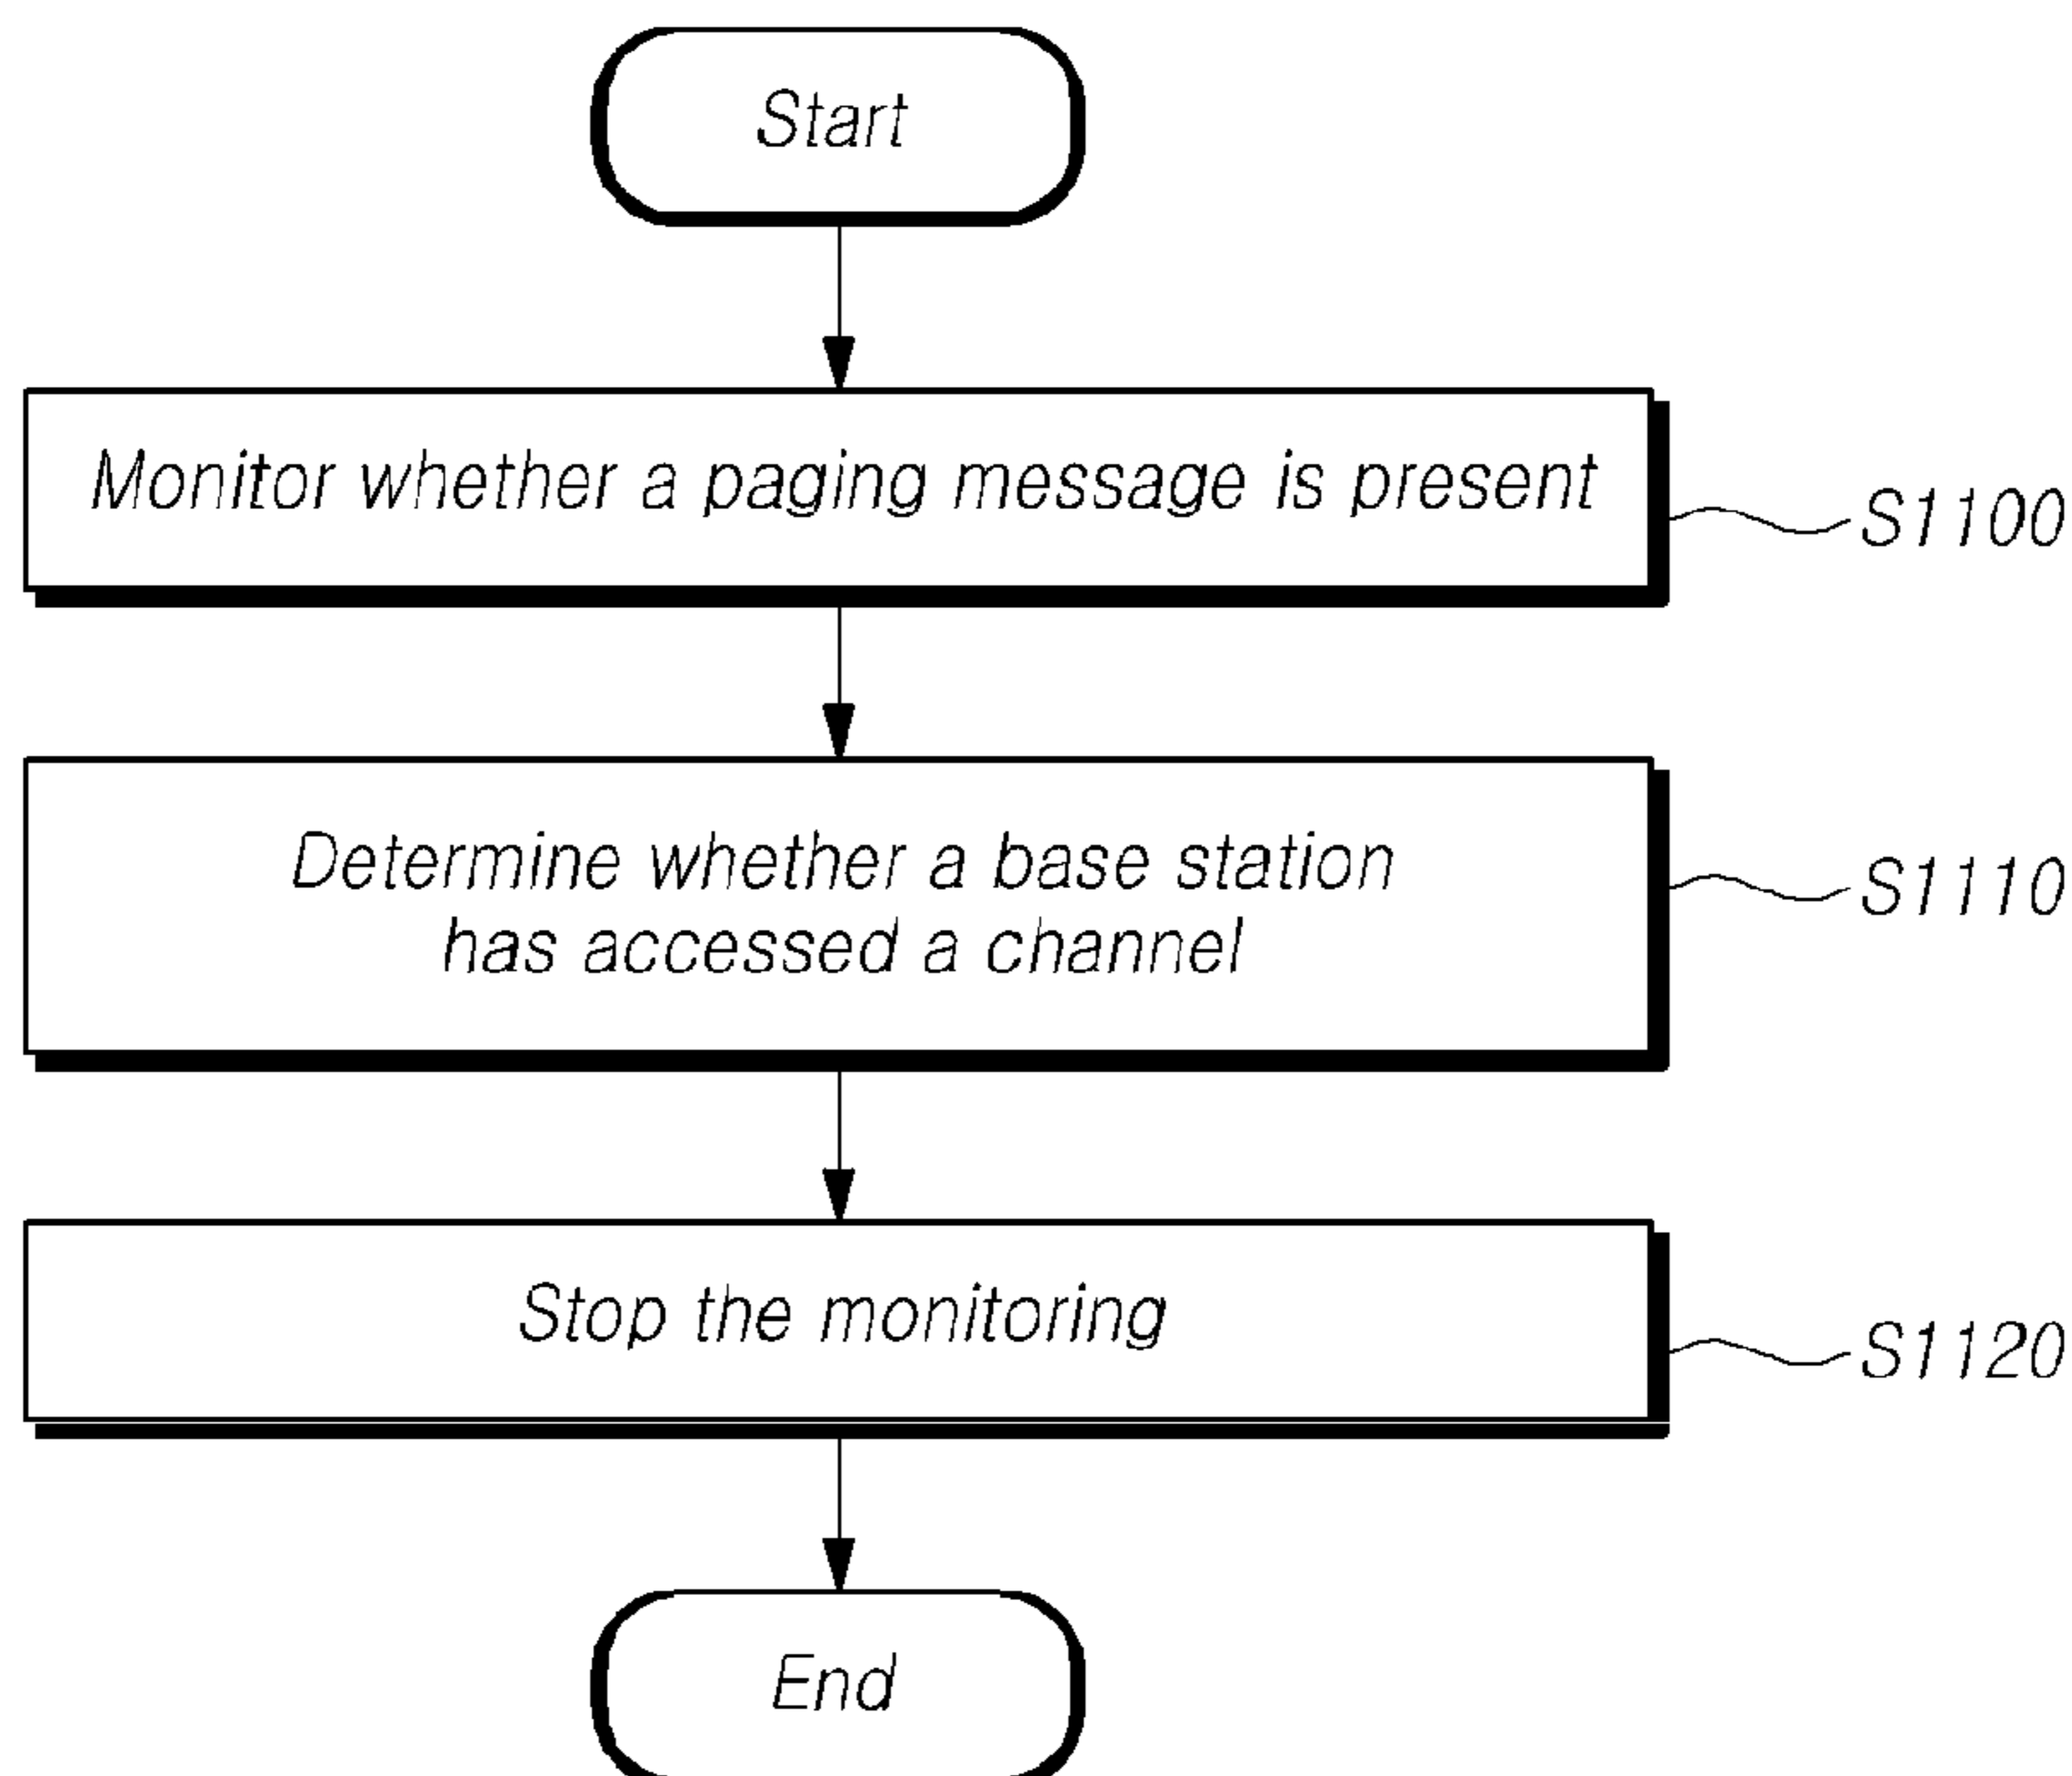 Start
Monitor whether a paging message is present
S1100
Determine whether a base station
has accessed a channel
S1110
Stop the monitoring
S1120
End